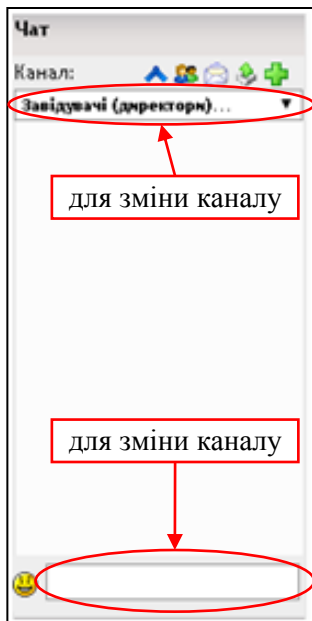 Чат
Канал:
Завідувачі (директори)...
для зміни каналу
для зміни каналу